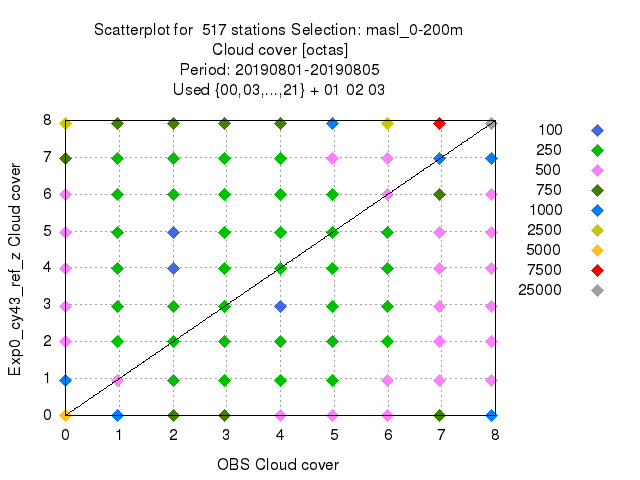 Scatterplot for 517 stations Selection: masl_0-200m
Cloud cover [octas]
Period: 20190801-20190805
Used {00,03,...,21} + 01 02 03
8
7
6
5
4
3
2
1
0
Exp0_cy43_ref_z Cloud cover
0 1 2 3 4 5 6 7 8
OBS Cloud cover
100
250
500
750
1000
2500
5000
7500
25000